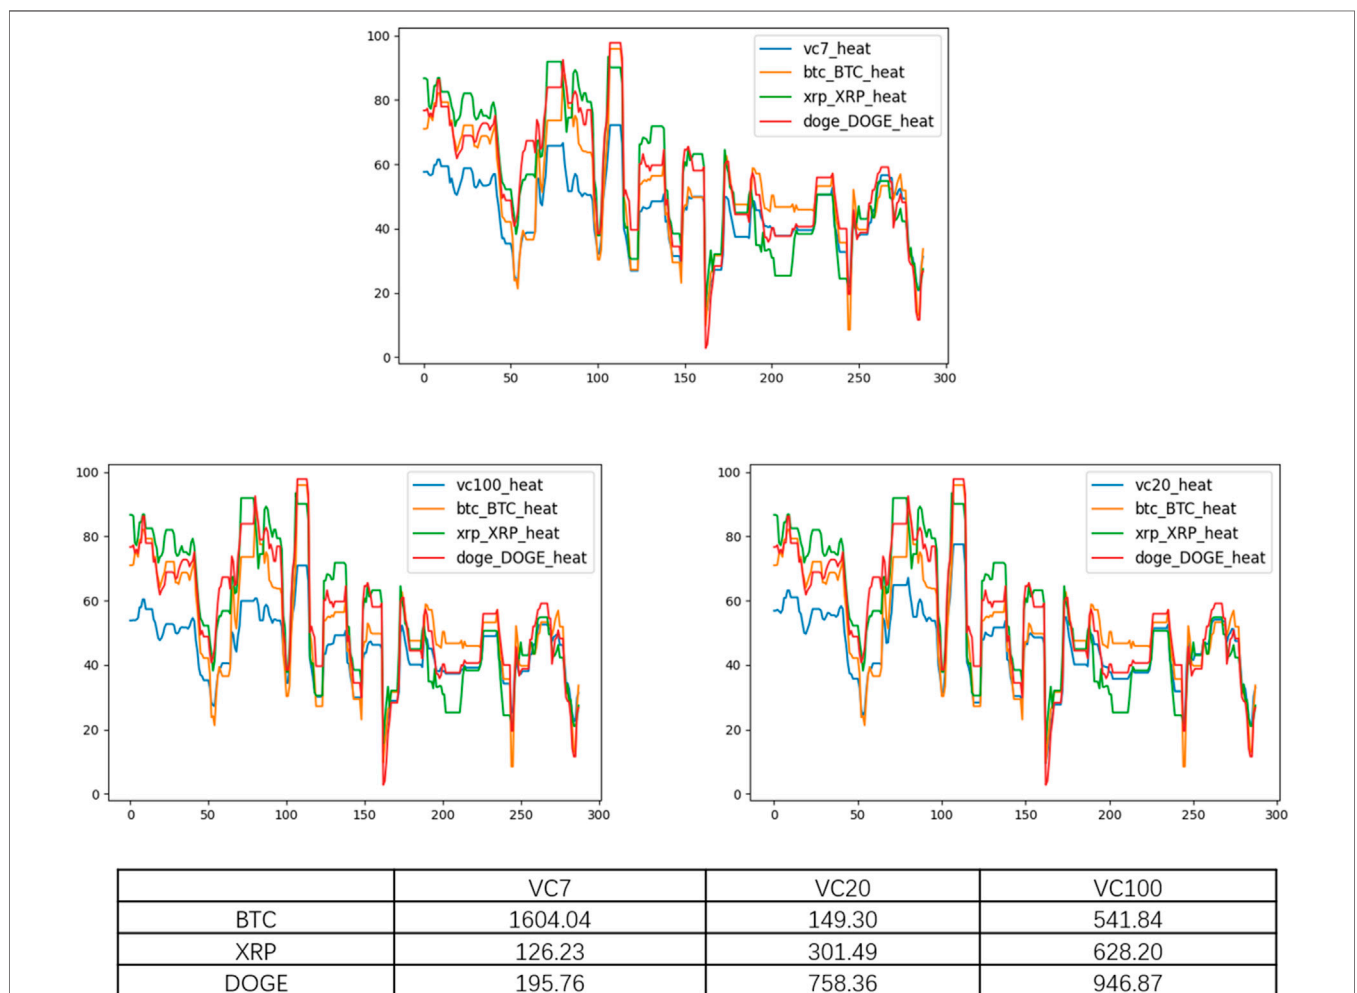 100
80
60
40
20
0
vc7_heat
btc_BTC_heat
xrp_XRP_heat
doge_DOGE_heat
0 50 100 150 200 250 300
100
80
60
40
20
0
vc100_heat
btc_BTC_heat
xrp_XRP_heat
doge_DOGE_heat
0 50 100 150 200 250 300
100
80
60
40
20
0
vc20_heat
btc_BTC_heat
xrp_XRP_heat
doge_DOGE_heat
0 50 100 150 200 250 300
VC7 VC20 VC100
BTC 1604.04 149.30 541.84
XRP 126.23 301.49 628.20
DOGE 195.76 758.36 946.87